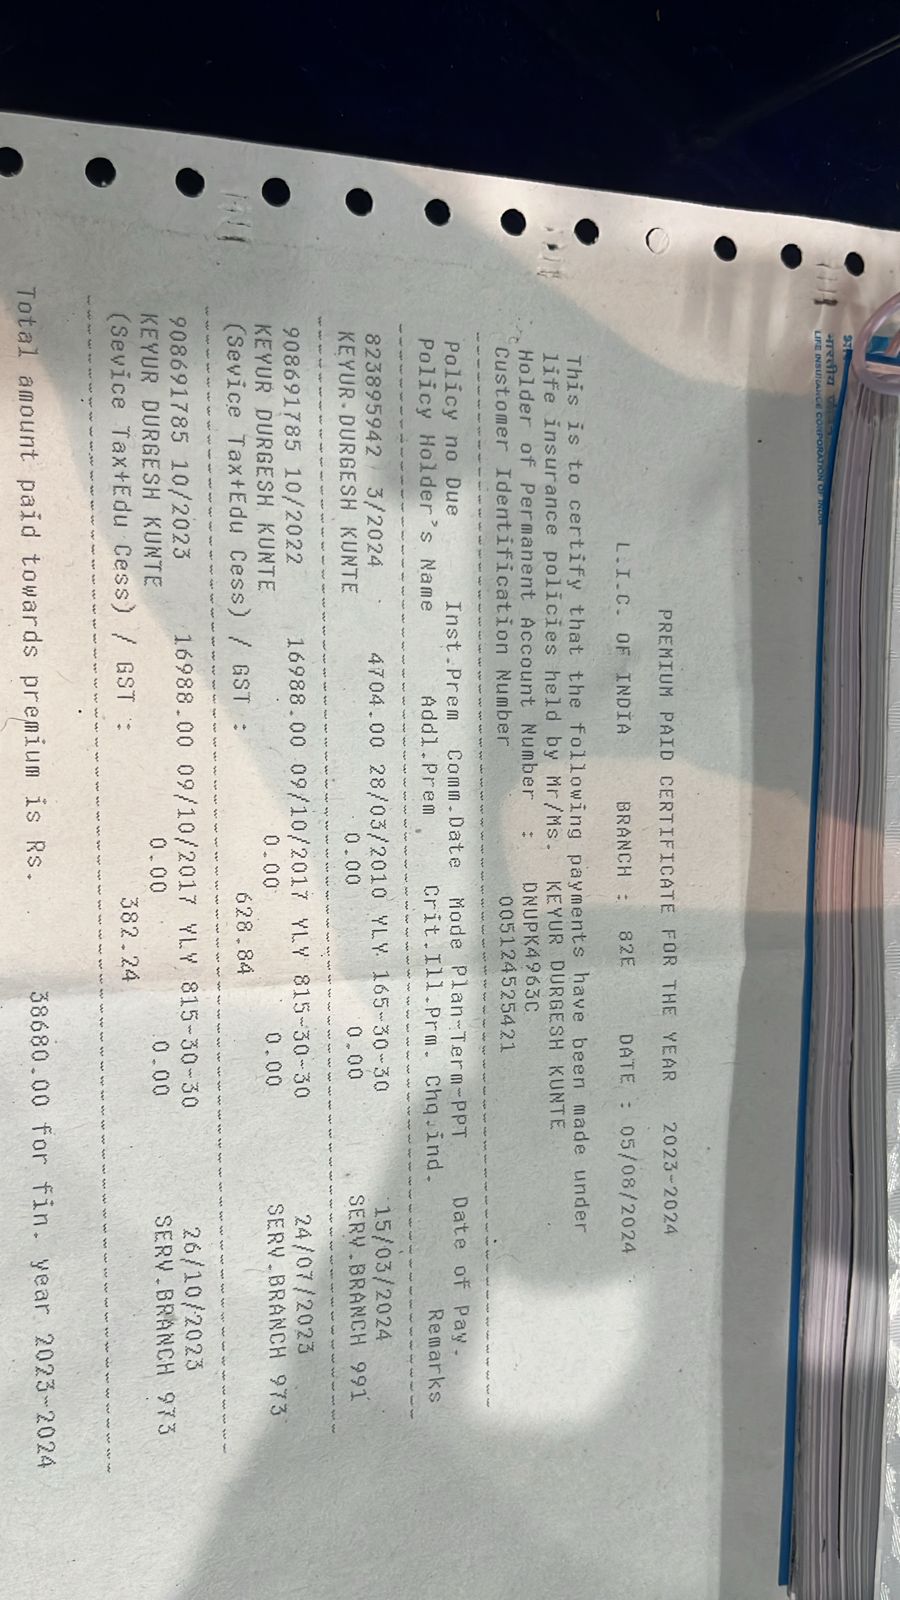 भारतीय
LIFE INSURANCE CORPORATION OF INDIA
PREMIUM PAID CERTIFICATE FOR THE YEAR 2023-2024
L.I.C. OF INDIA BRANCH : 82E DATE : 05/08/2024
This is to certify that the following payments have been made under
life insurance policies held by Mr/Ms. KEYUR DURGESH KUNTE
Holder of Permanent Account Number : DNUPK4963C
Customer Identification Number 005124525421
Policy no Due Inst.Prem Comm.Date Mode Plan-Term-PPT Date of Pay.
Policy Holder's Name Addl.Prem Crit.Ill.Prm. Chq.ind. Remarks
823895942 3/2024 4704.00 28/03/2010 YLY 165-30-30 15/03/2024
KEYUR DURGESH KUNTE 0.00 0.00 SERV.BRANCH 991
908691785 10/2022 16988.00 09/10/2017 YLY 815-30-30 24/07/2023
KEYUR DURGESH KUNTE 0.00 0.00 SERV.BRANCH 973
(Sevice Tax+Edu Cess) / GST : 628.84
908691785 10/2023 16988.00 09/10/2017 YLY 815-30-30 26/10/2023
KEYUR DURGESH KUNTE 0.00 0.00 SERV.BRANCH 973
(Sevice Tax+Edu Cess) / GST : 382.24
Total amount paid towards premium is Rs. 38680.00 for fin. year 2023-2024